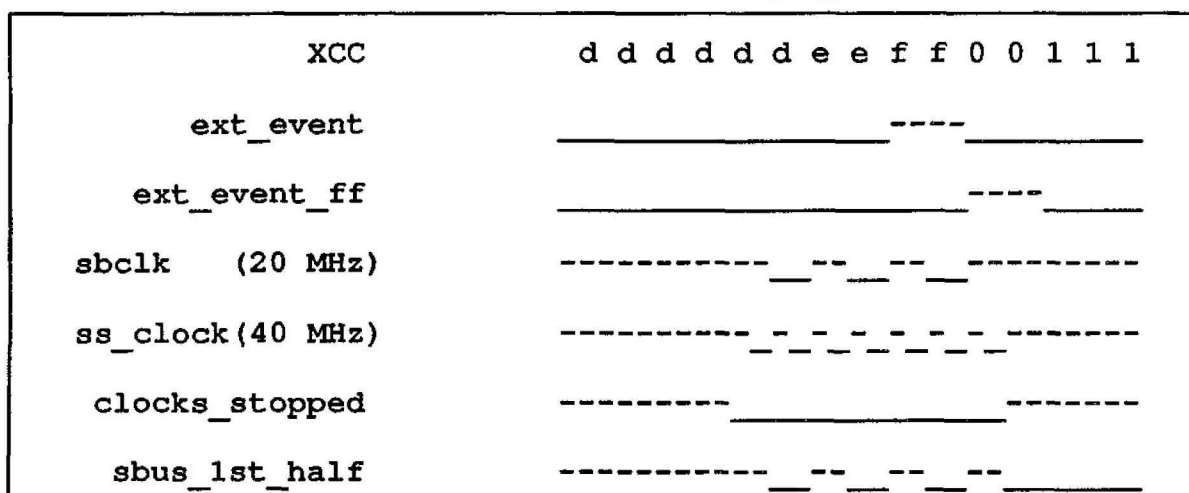 XCC d d d d d d e e f f 0 0 1 1 1
ext_event
ext_event_ff
sbclk (20 MHz)
ss_clock(40 MHz)
clocks_stopped
sbus_1st_half